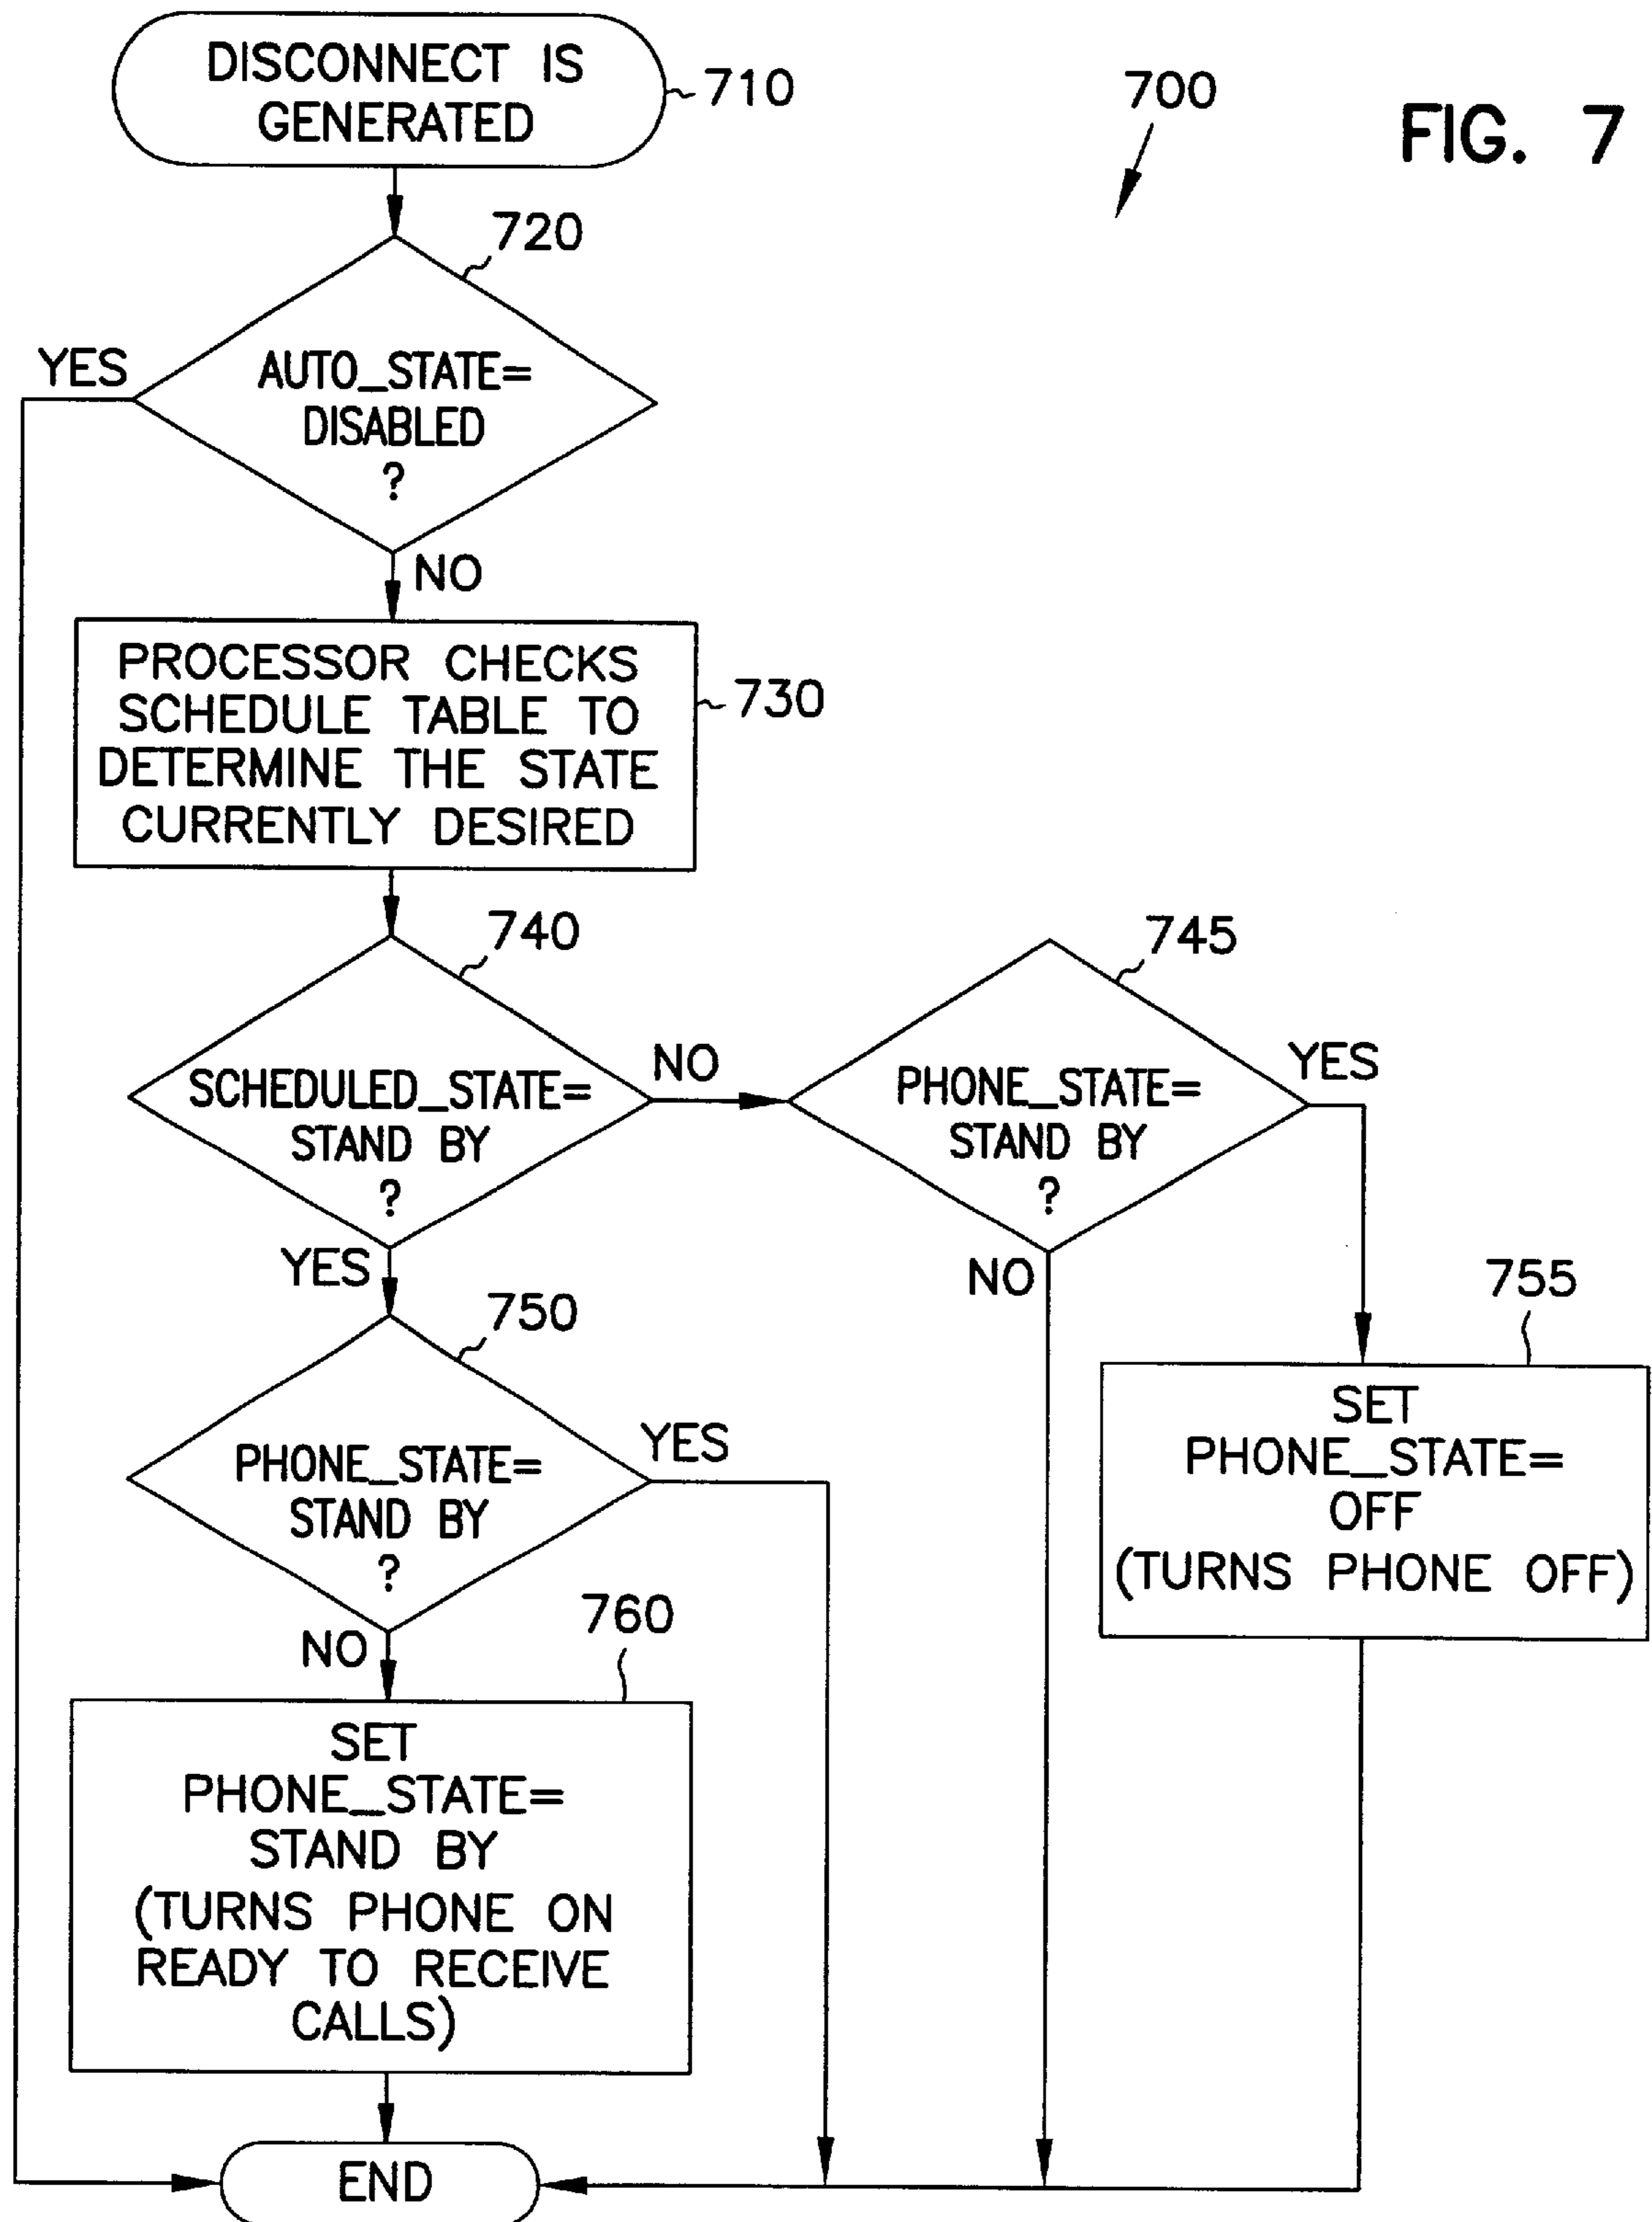 DISCONNECT IS
GENERATED
710
700
FIG. 7
720
YES
AUTO_STATE=
DISABLED
?
NO
PROCESSOR CHECKS
SCHEDULE TABLE TO
DETERMINE THE STATE
CURRENTLY DESIRED
730
740
SCHEDULED_STATE=
STAND BY
?
NO
745
PHONE_STATE=
STAND BY
?
YES
YES
NO
750
PHONE_STATE=
STAND BY
?
YES
755
SET
PHONE_STATE=
OFF
(TURNS PHONE OFF)
NO
760
SET
PHONE_STATE=
STAND BY
(TURNS PHONE ON
READY TO RECEIVE
CALLS)
END